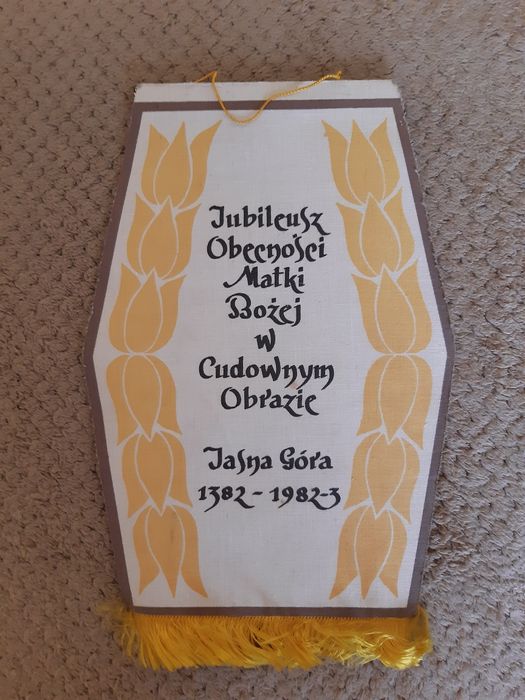 Jubileusz
Obecności
Matki
Bożej
w
Cudownym
Obrazie
Jasna Góra
1382-1982-3